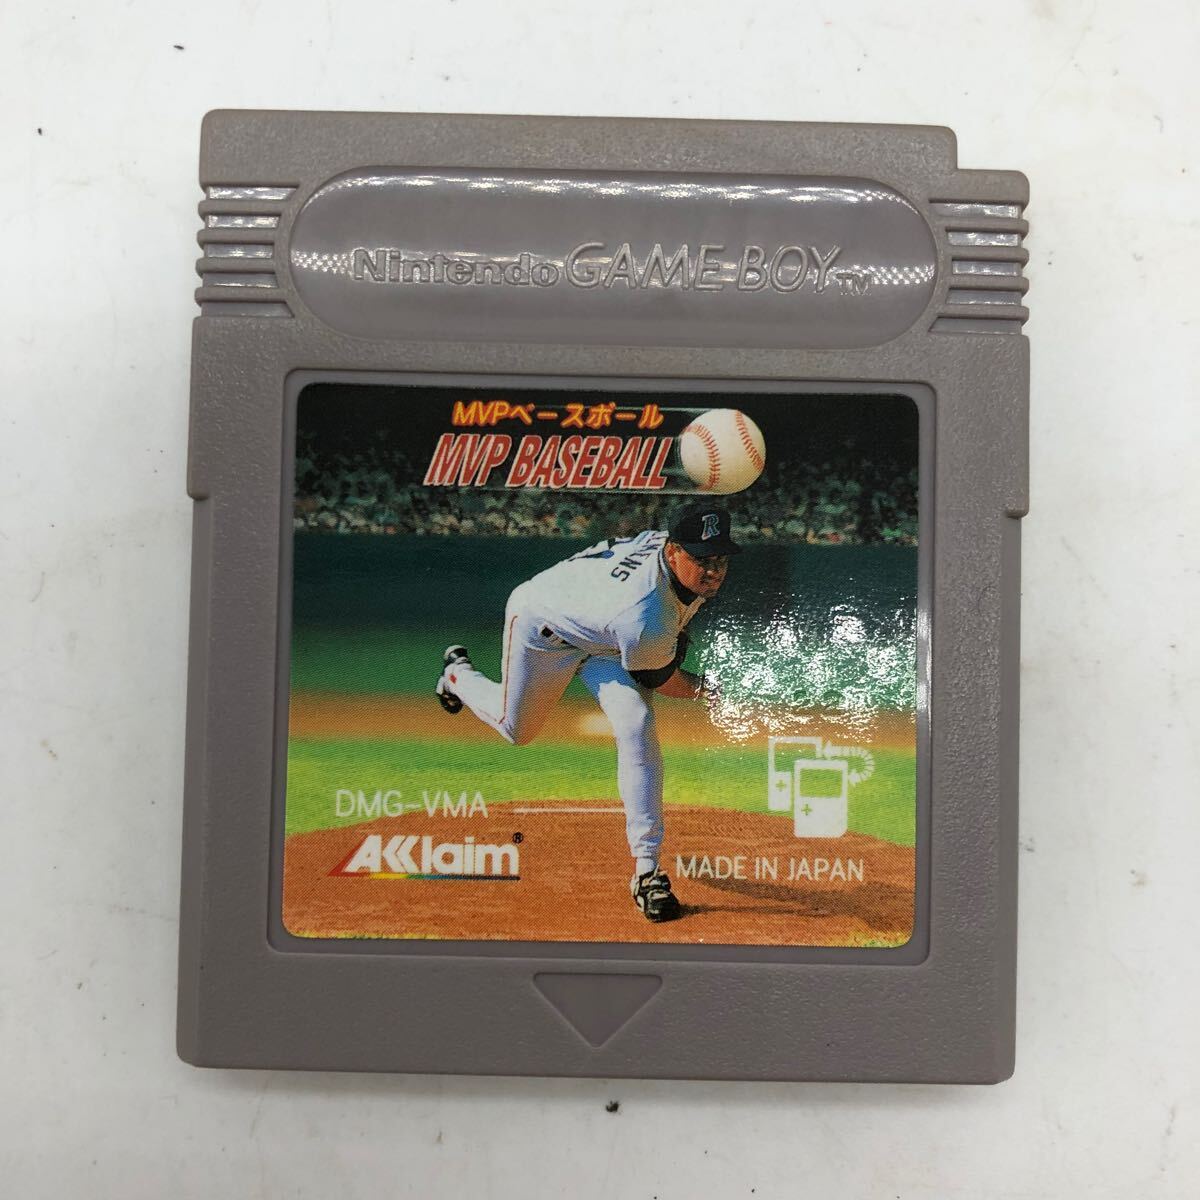 Nintendo GAME BOY™
MVPベースボール
MVP BASEBALL
R
DMG-VMA
AKKlaim®
MADE IN JAPAN